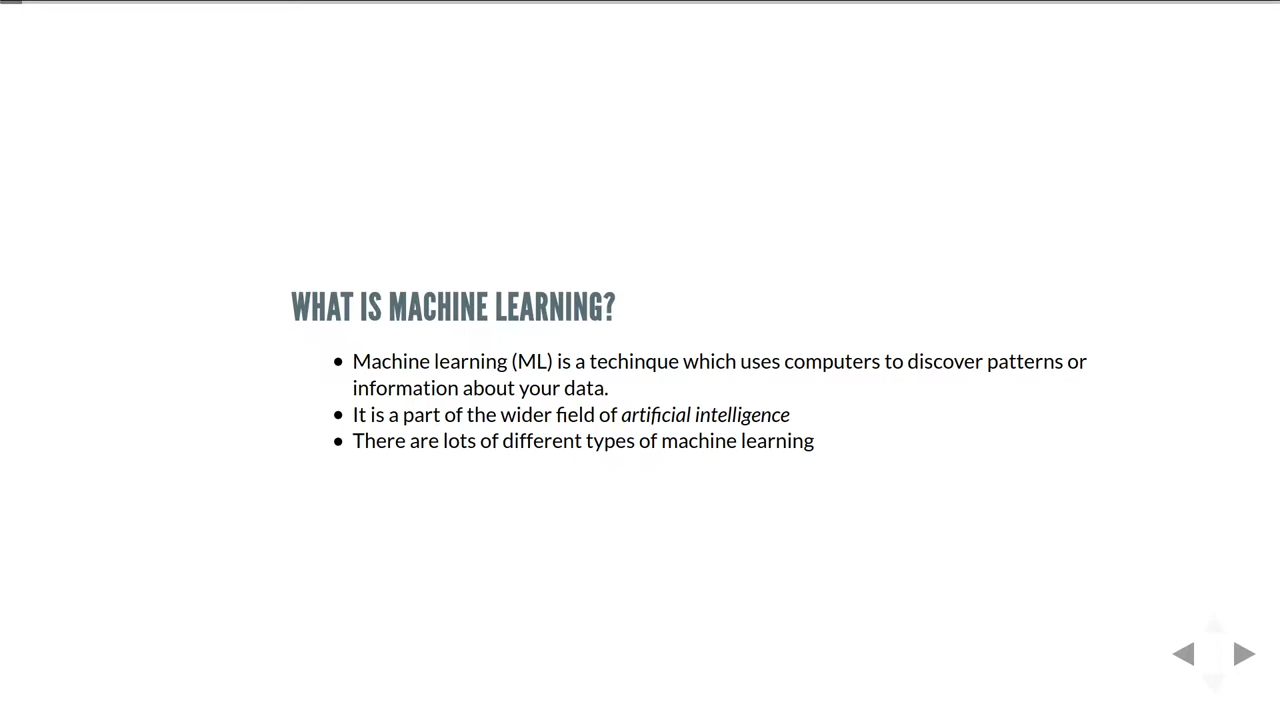 WHAT IS MACHINE LEARNING?
• Machine learning (ML) is a techinque which uses computers to discover patterns or
information about your data.
• It is a part of the wider field of artificial intelligence
• There are lots of different types of machine learning